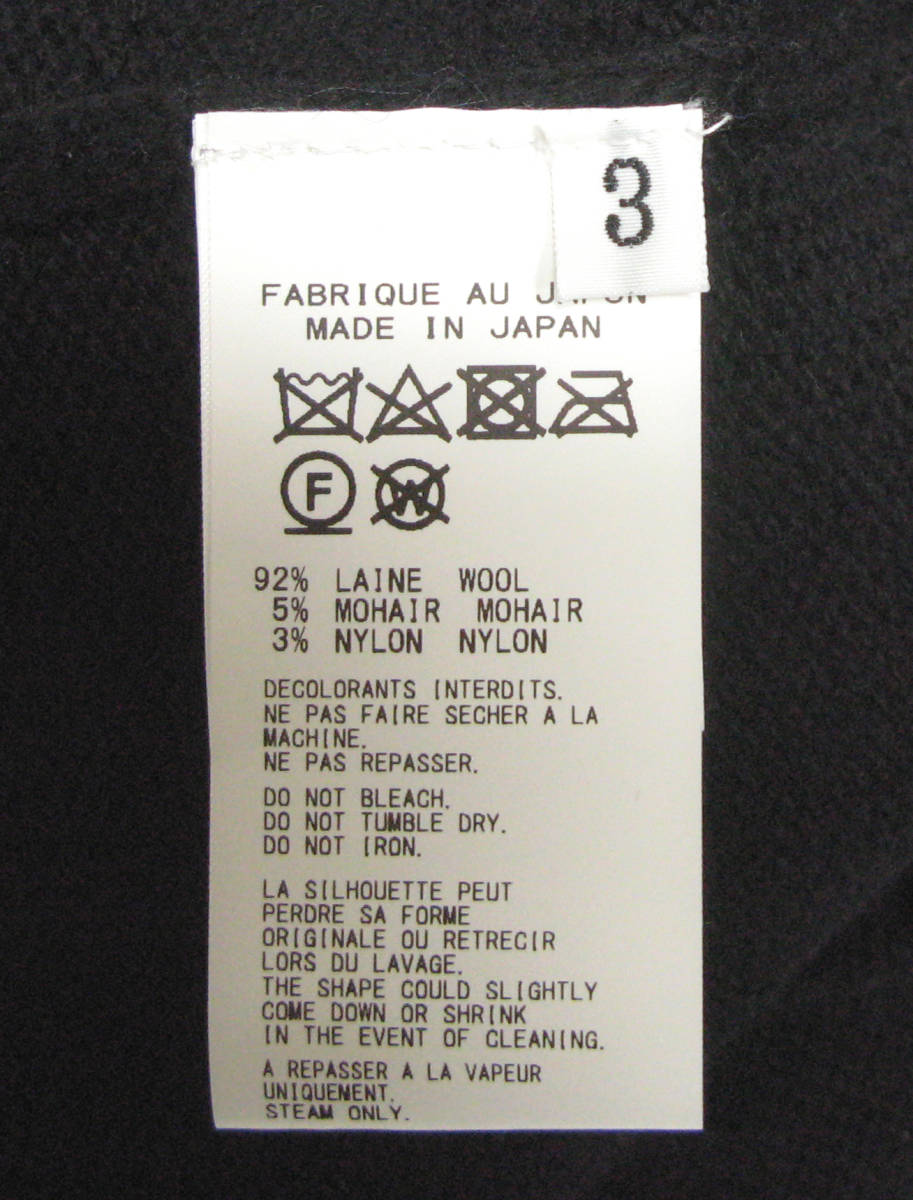 3
FABRIQUE AU JAPON
MADE IN JAPAN
F
W
92% LAINE WOOL
5% MOHAIR MOHAIR
3% NYLON NYLON
DECOLORANTS INTERDITS.
NE PAS FAIRE SECHER A LA
MACHINE.
NE PAS REPASSER.
DO NOT BLEACH.
DO NOT TUMBLE DRY.
DO NOT IRON.
LA SILHOUETTE PEUT
PERDRE SA FORME
ORIGINALE OU RETRECIR
LORS DU LAVAGE.
THE SHAPE COULD SLIGHTLY
COME DOWN OR SHRINK
IN THE EVENT OF CLEANING.
A REPASSER A LA VAPEUR
UNIQUEMENT.
STEAM ONLY.